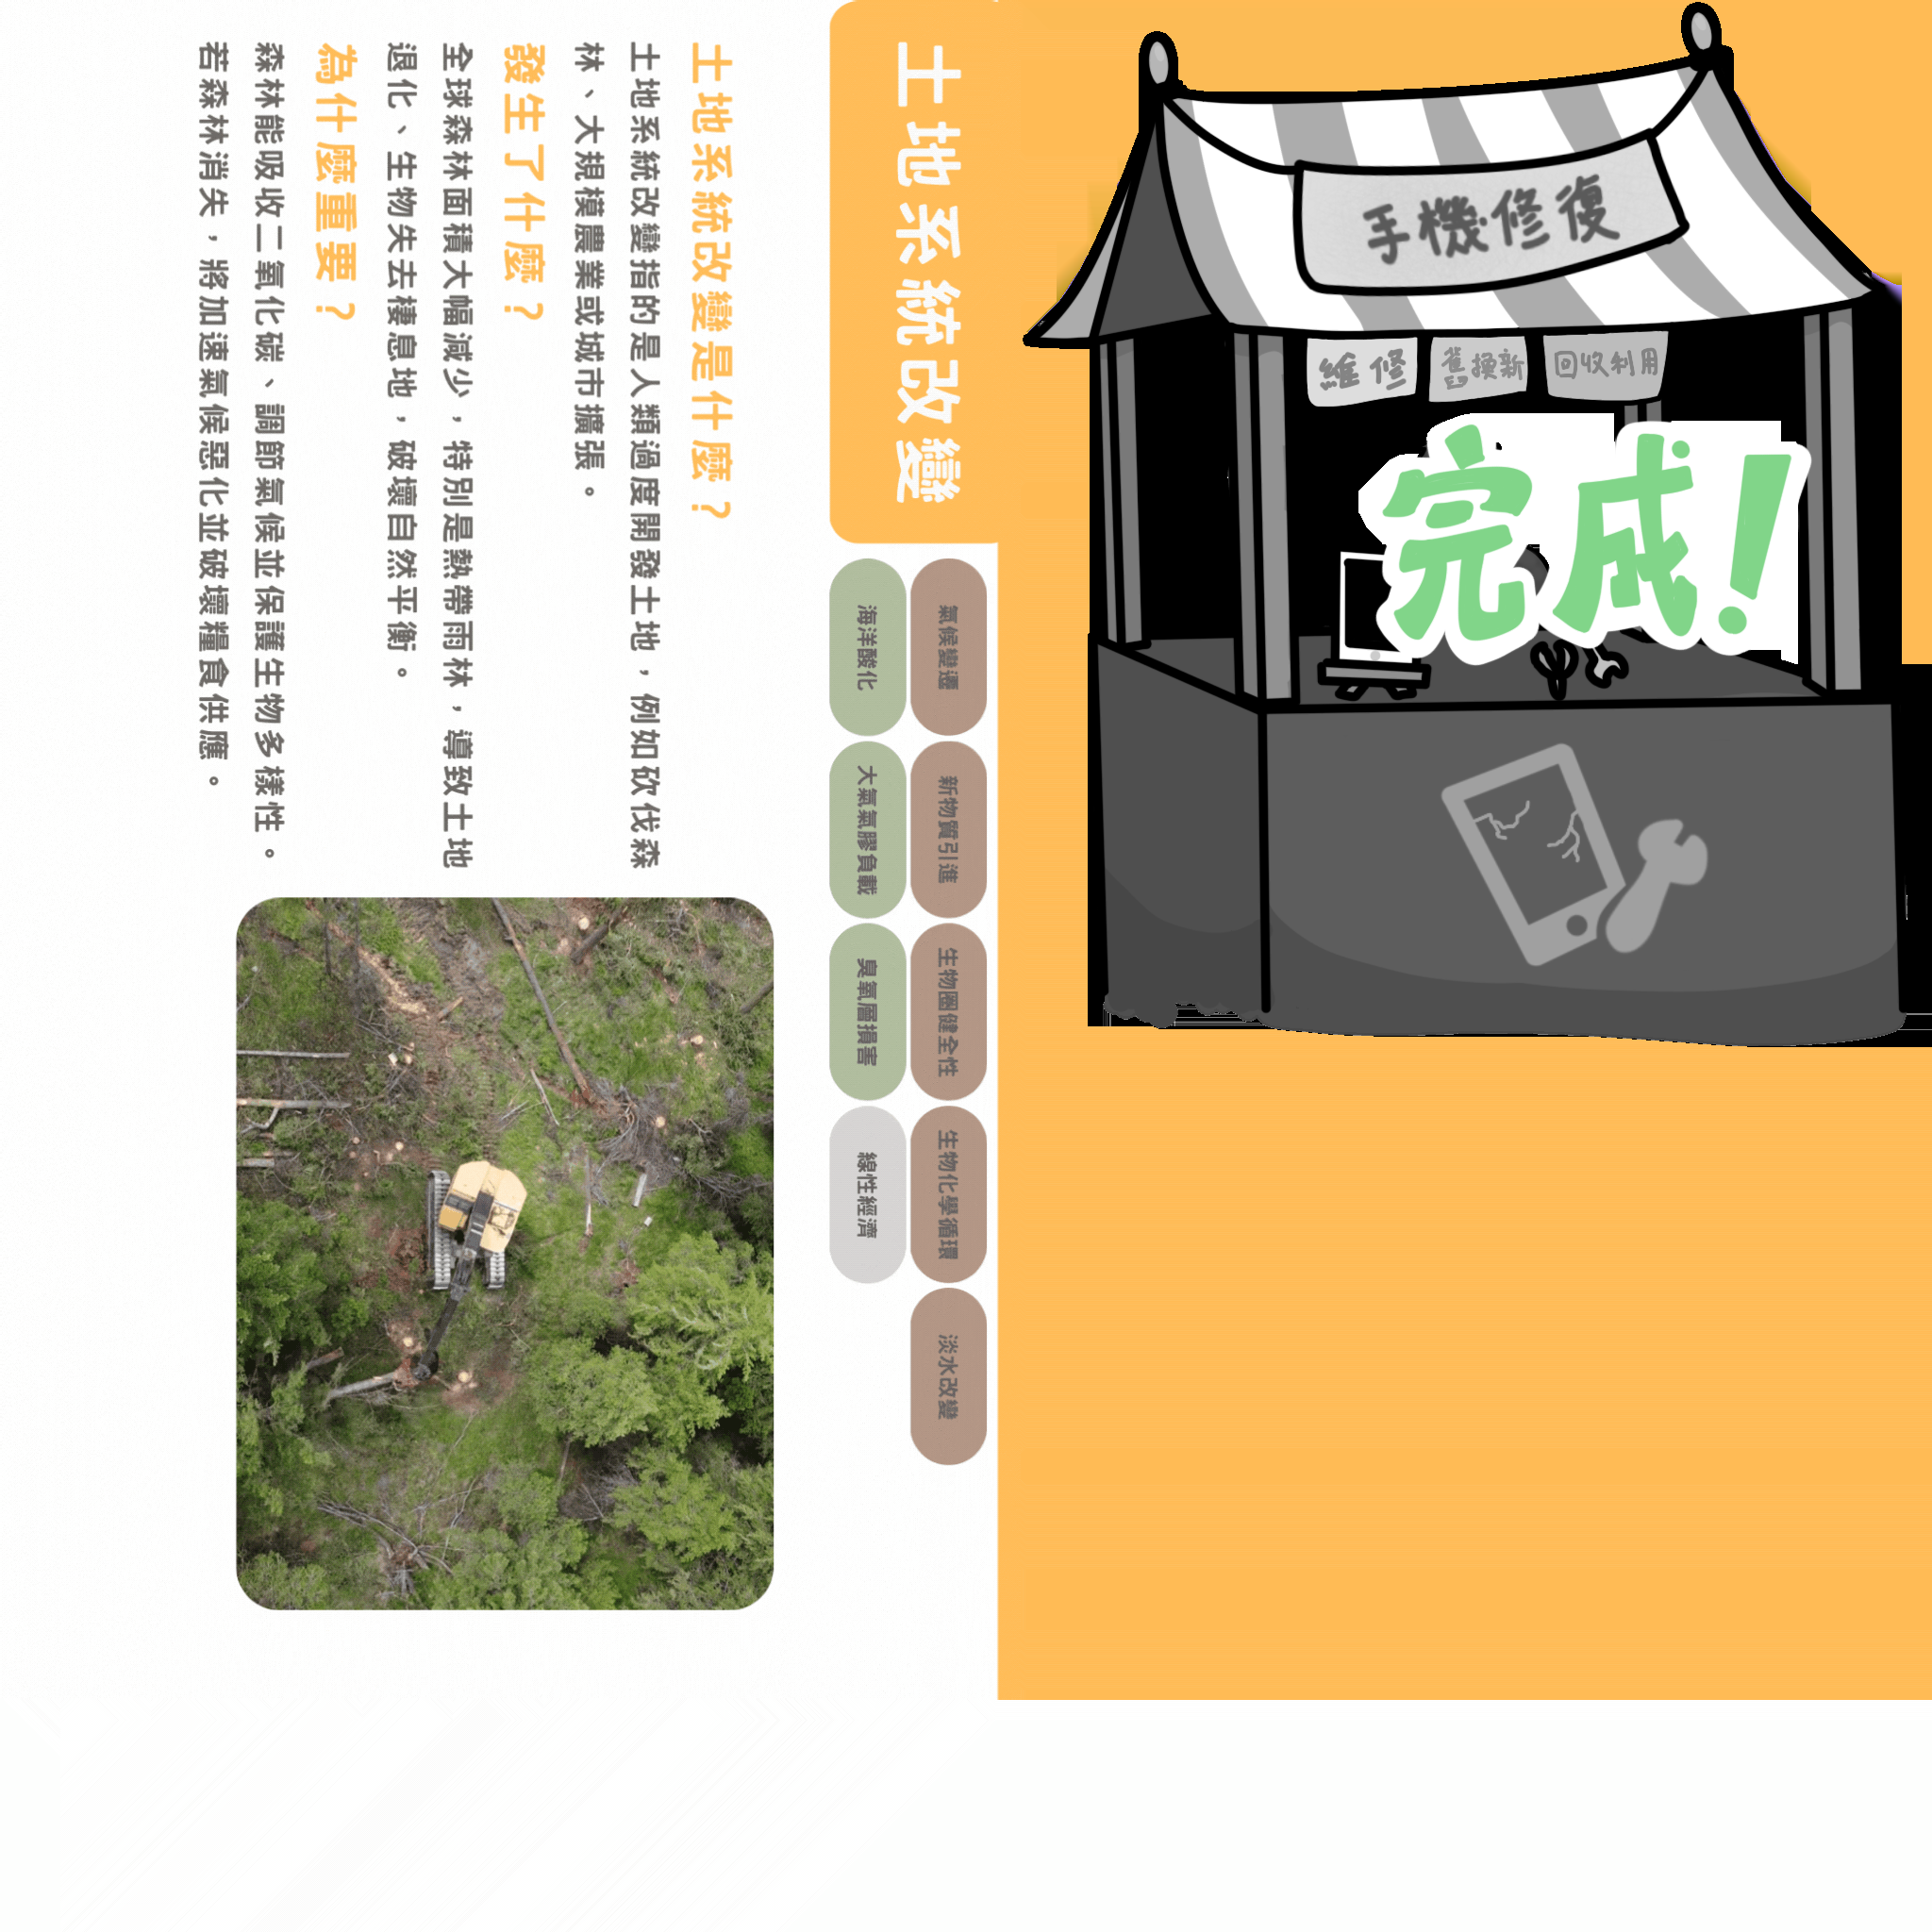 土地系統改變
氣候變遷
新物質引進
生物圈健全性
生物化學循環
淡水改變
海洋酸化
大氣氣膠負載
臭氧層損害
線性經濟
土地系統改變是什麼？
土地系統改變指的是人類過度開發土地，例如砍伐森
林、大規模農業或城市擴張。
發生了什麼？
全球森林面積大幅減少，特別是熱帶雨林，導致土地
退化、生物失去棲息地，破壞自然平衡。
為什麼重要？
森林能吸收二氧化碳、調節氣候並保護生物多樣性。
若森林消失，將加速氣候惡化並破壞糧食供應。
手機修復
維修
舊換新
回收利用
完成！